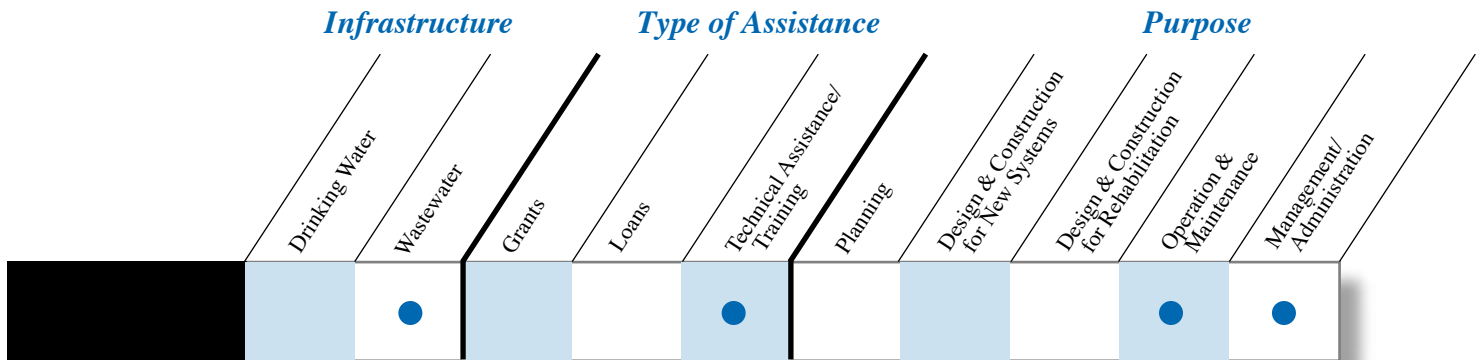 Infrastructure
Type of Assistance
Purpose
Drinking Water
Wastewater
Grants
Loans
Technical Assistance/
Training
Planning
Design & Construction
for New Systems
Design & Construction
for Rehabilitation
Operation &
Maintenance
Management/
Administration